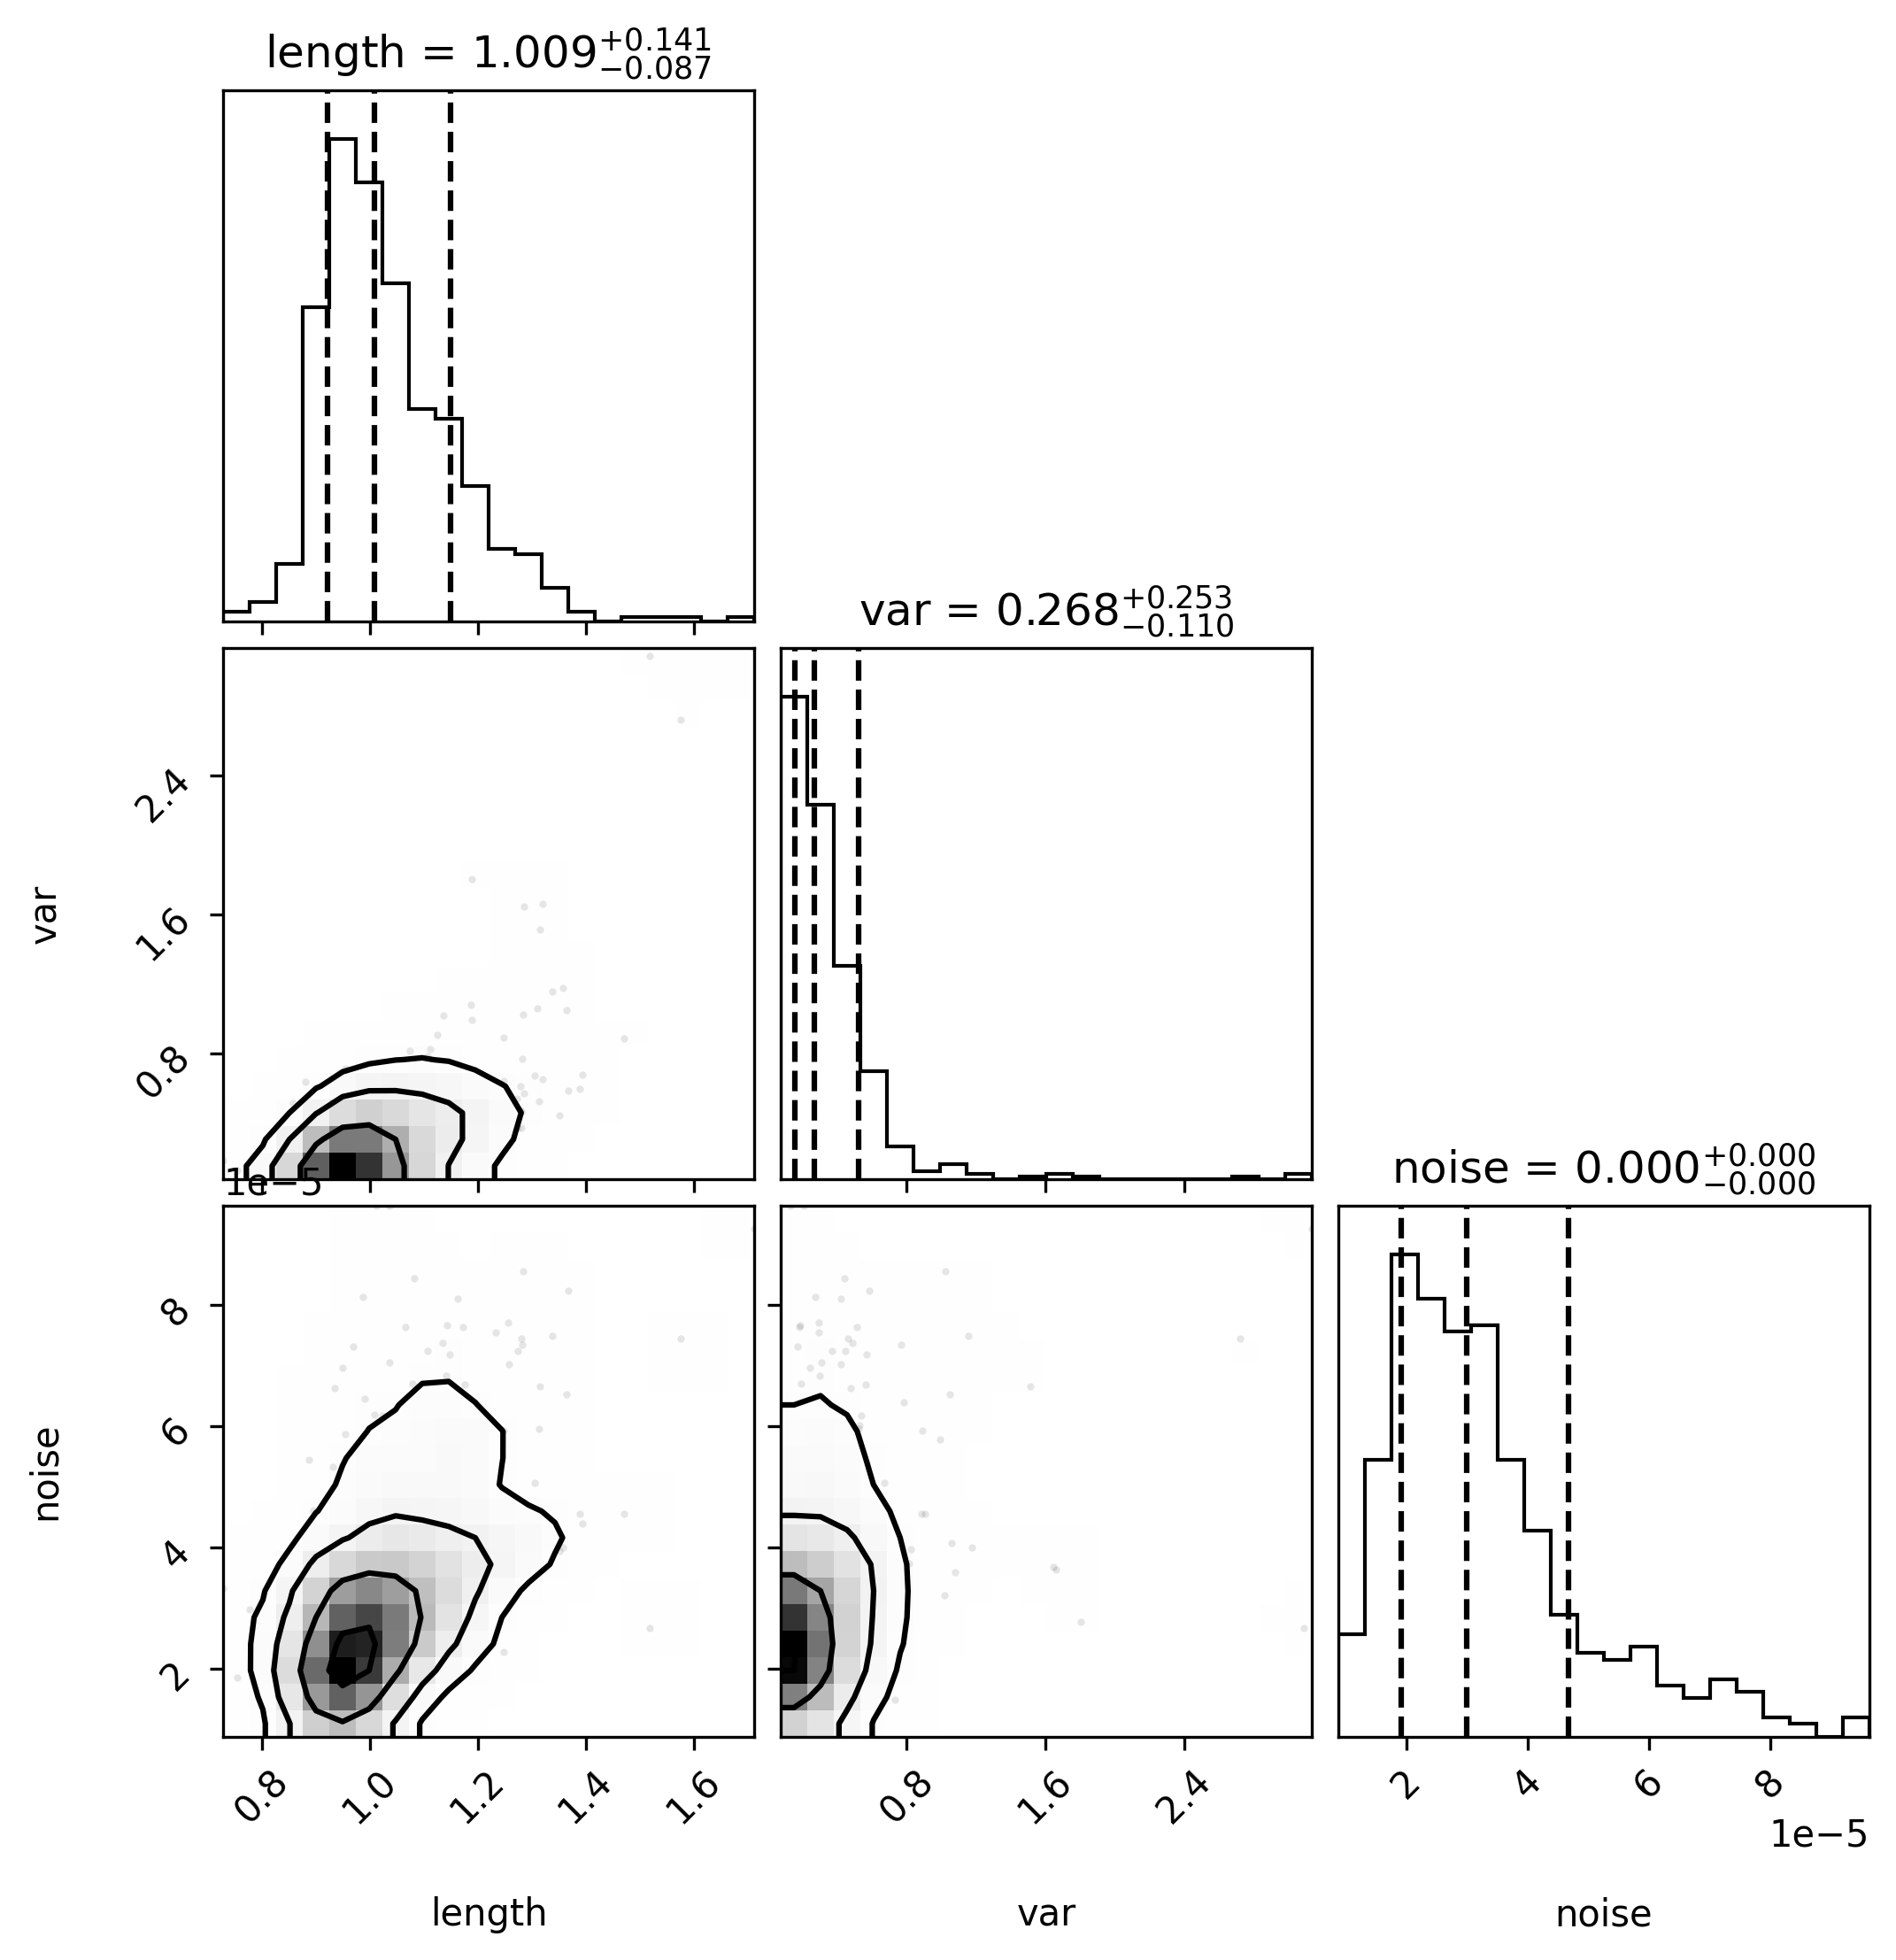 length = 1.009 +0.141 −0.087
var = 0.268 +0.253 −0.110
var
2.4
1.6
0.8
1e−5
noise = 0.000 +0.000 −0.000
noise
8
6
4
2
0.8 1.0 1.2 1.4 1.6
0.8 1.6 2.4
2 4 6 8
1e−5
length
var
noise